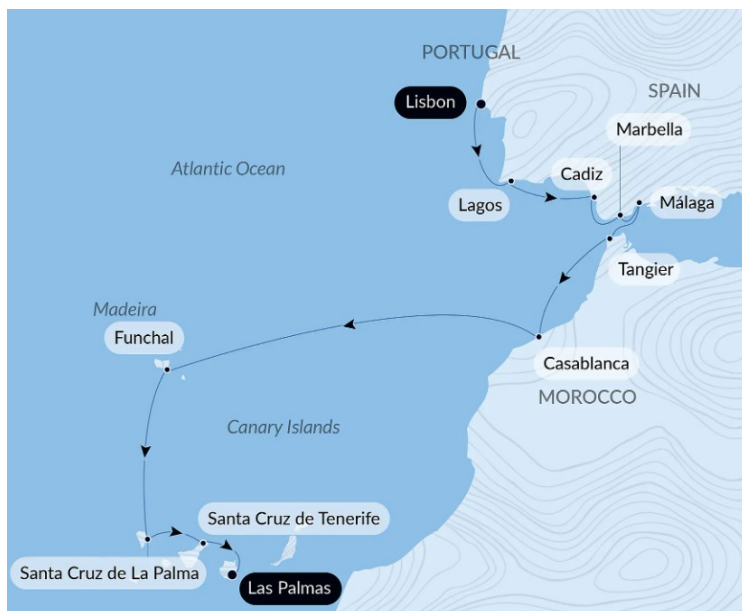 PORTUGAL
Lisbon
SPAIN
Marbella
Atlantic Ocean
Cadiz
Lagos
Málaga
Tangier
Madeira
Funchal
Casablanca
MOROCCO
Canary Islands
Santa Cruz de Tenerife
Santa Cruz de La Palma
Las Palmas